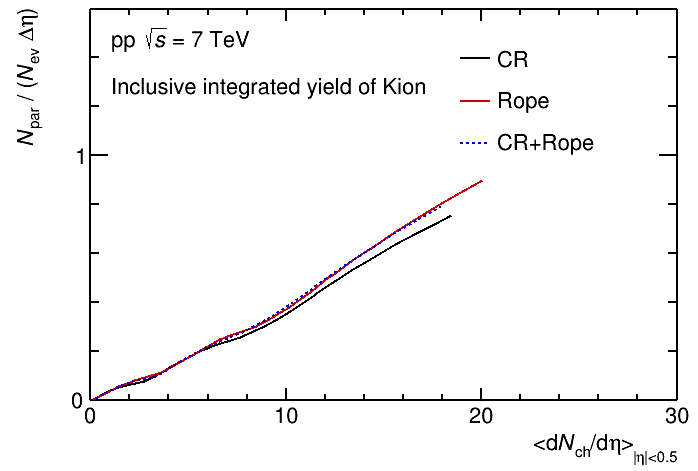 N_par / (N_ev Δη)
pp √s = 7 TeV
Inclusive integrated yield of Kion
CR
Rope
CR+Rope
1
0
0 10 20 30
<dN_ch/dη>_|η|<0.5